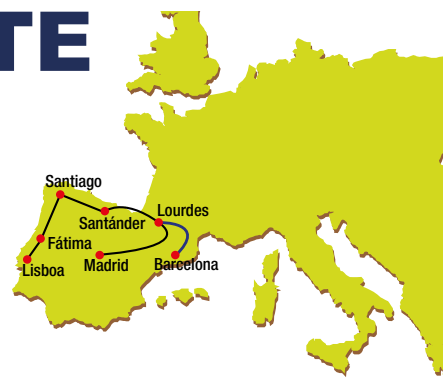 TE
Santiago
Santánder
Lourdes
Fátima
Lisboa
Madrid
Barcelona